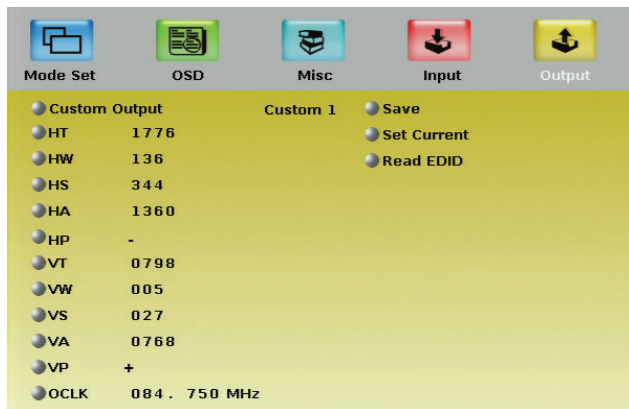 Mode Set OSD Misc Input Output
Custom Output Custom 1 Save
HT 1776 Set Current
HW 136 Read EDID
HS 344
HA 1360
HP -
VT 0798
VW 005
VS 027
VA 0768
VP +
OCLK 084. 750 MHz